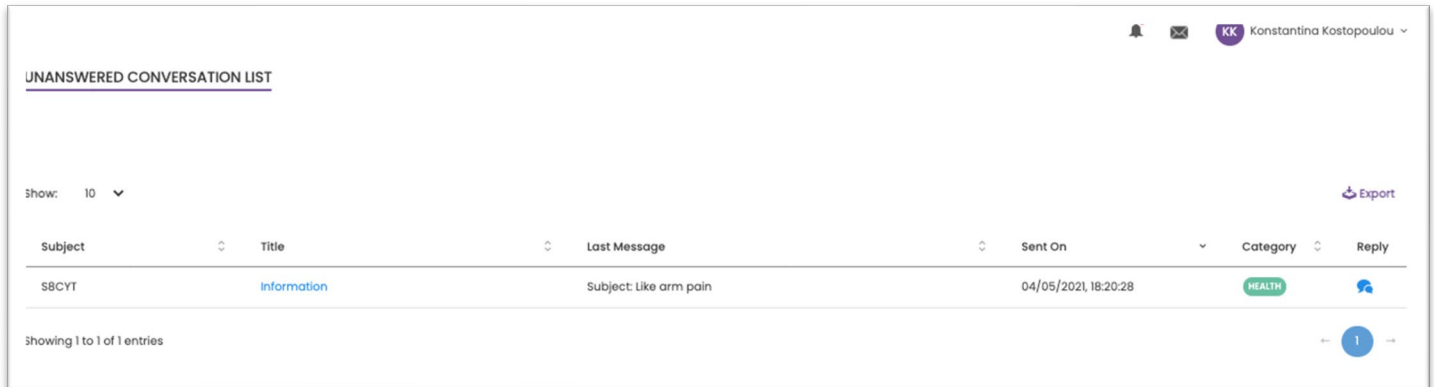 KK Konstantina Kostopoulou
UNANSWERED CONVERSATION LIST
Show: 10
Export
Subject Title Last Message Sent On Category Reply
S8CYT Information Subject: Like arm pain 04/05/2021, 18:20:28 HEALTH
Showing 1 to 1 of 1 entries
← 1 →